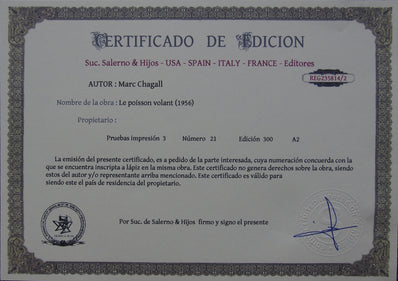 CERTIFICADO DE EDICION
Suc. Salerno & Hijos - USA - SPAIN - ITALY - FRANCE - Editores
REG235814/2
AUTOR : Marc Chagall
Nombre de la obra : Le poisson volant (1956)
Propietario :
Pruebas impresión 3 Número 21 Edición 300 A2
La emisión del presente certificado, es a pedido de la parte interesada, cuya numeración concuerda con la
que se encuentra inscripta a lápiz en la misma obra. Este certificado no genera derechos sobre la obra, siendo
estos del autor y/o representante arriba mencionado. Este certificado es válido para
siendo este el país de residencia del propietario.
Por Suc. de Salerno & Hijos firmo y signo el presente